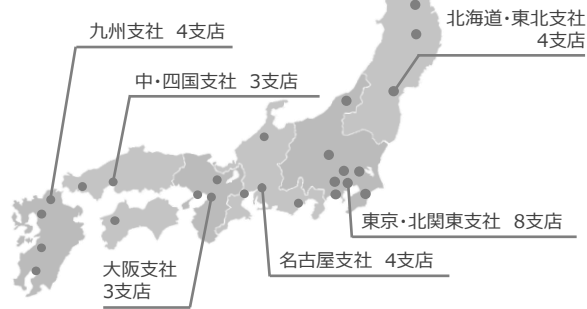 北海道・東北支社
4支店
九州支社 4支店
中・四国支社 3支店
東京・北関東支社 8支店
名古屋支社 4支店
大阪支社
3支店